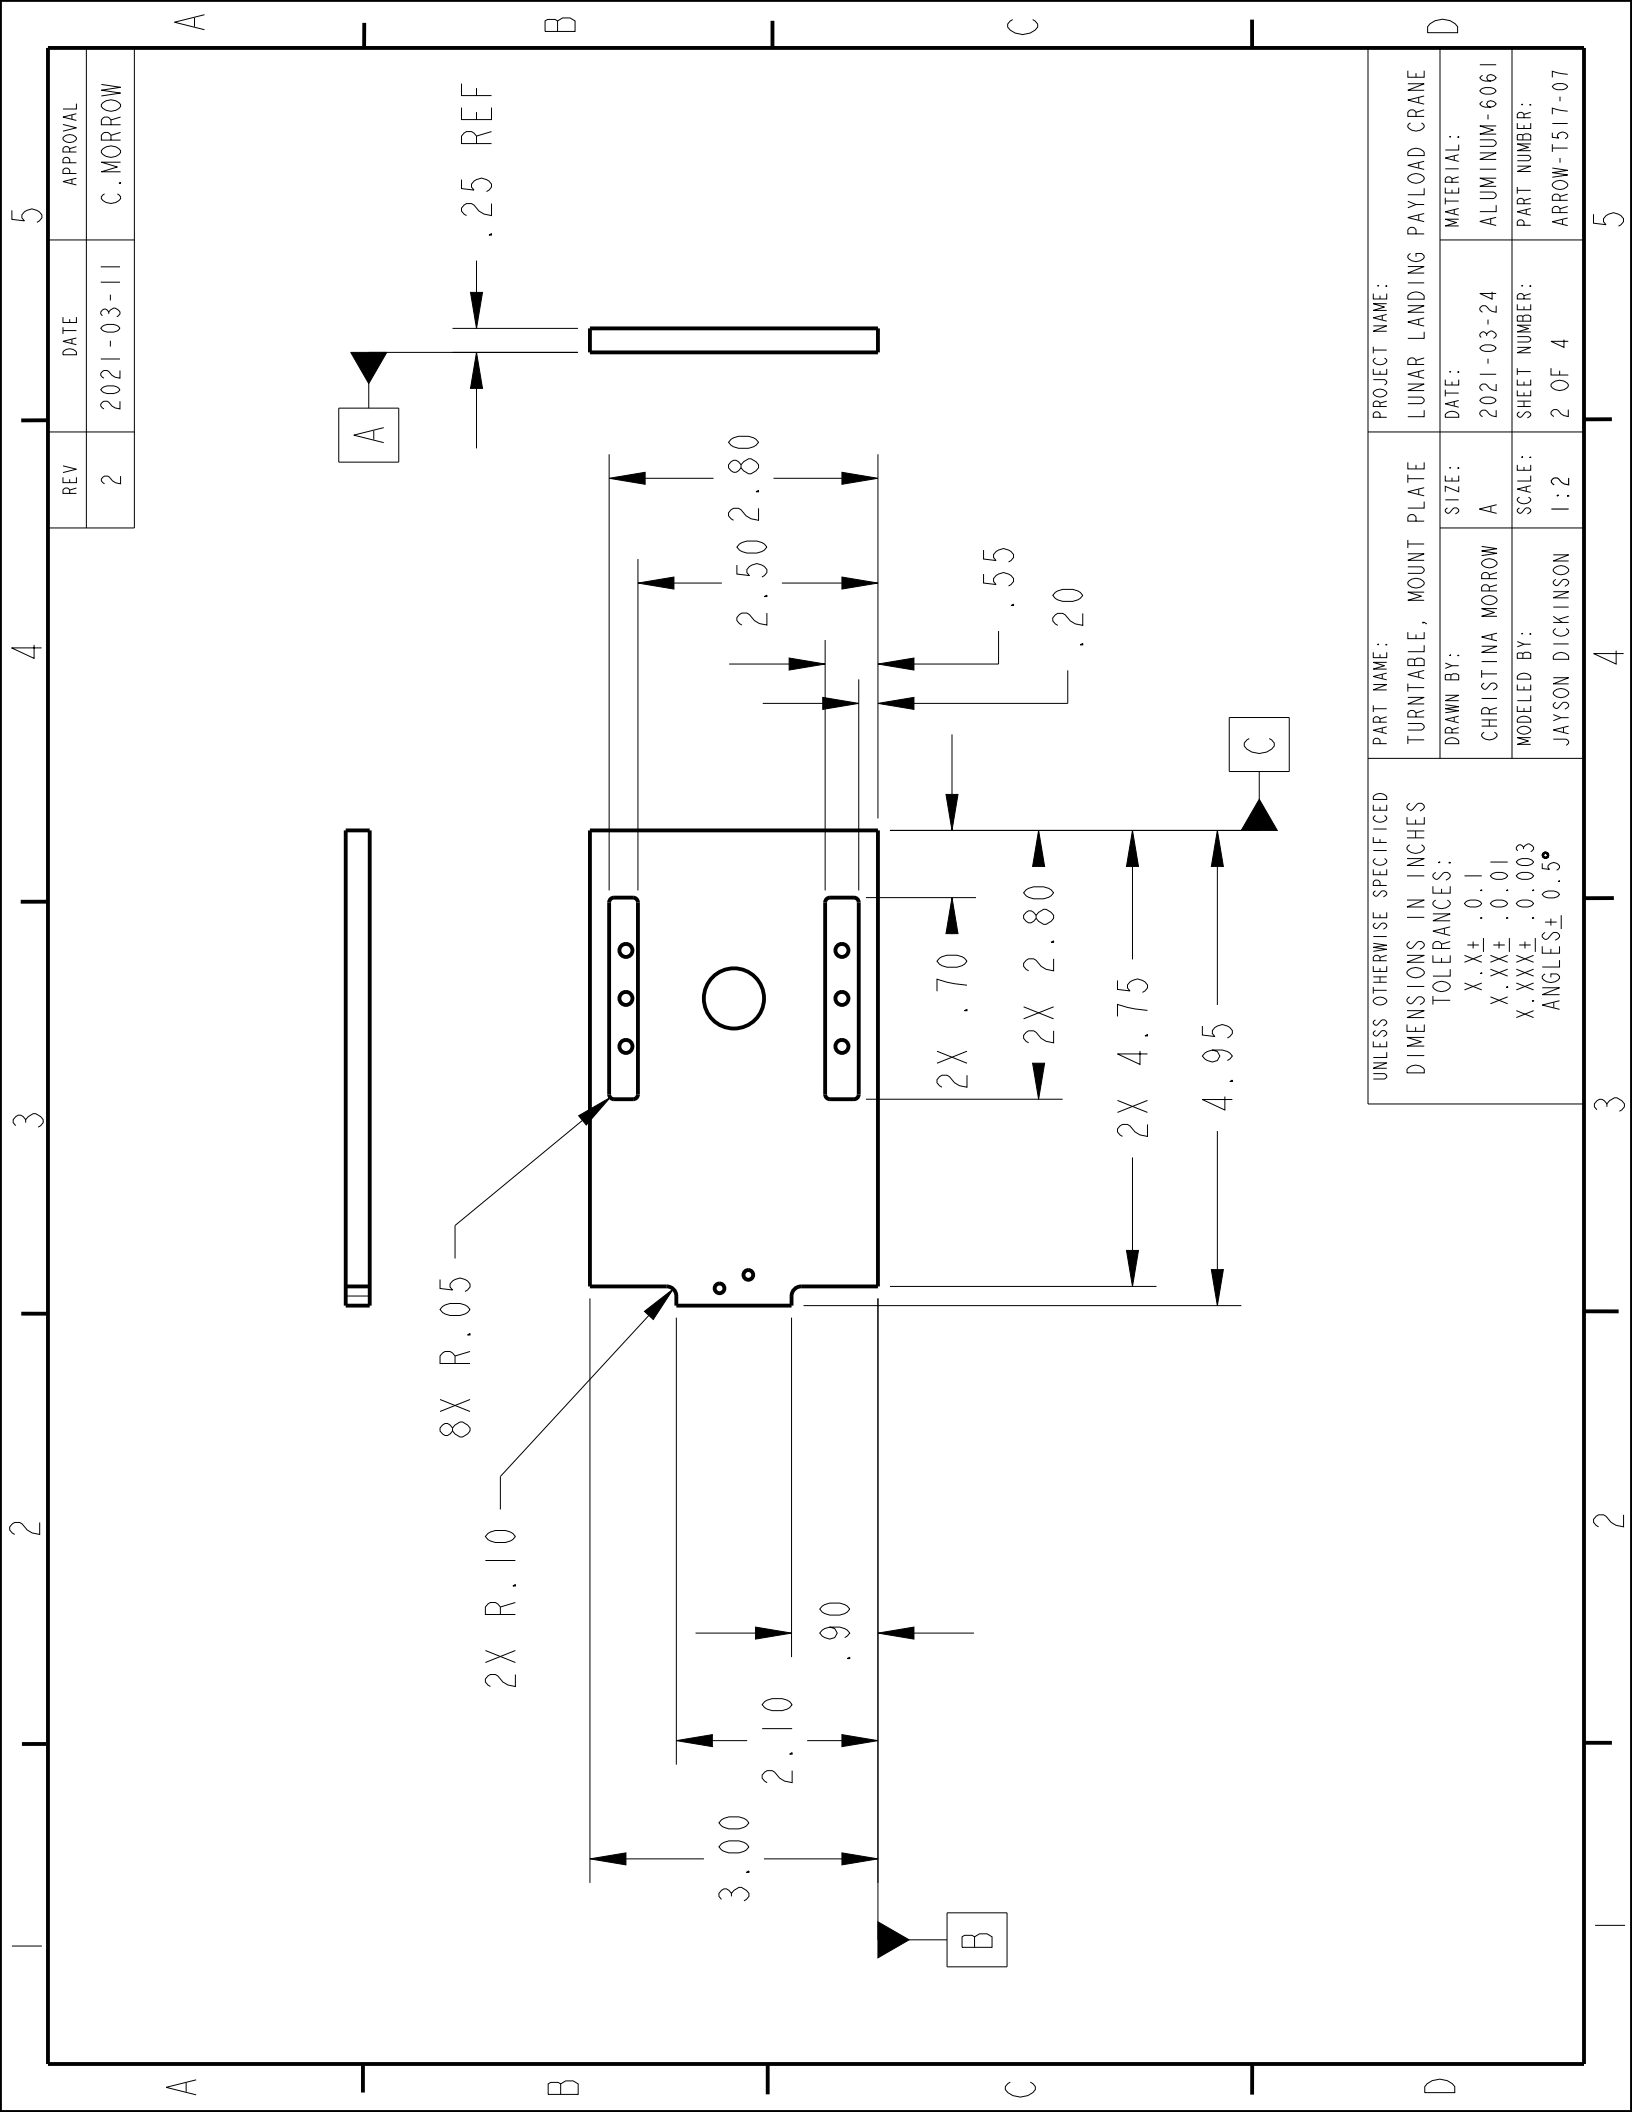 1 2 3 4 5
A
B
C
D
A
B
C
D
1 2 3 4 5
REV DATE APPROVAL
2 2021-03-11 C.MORROW
A
.25 REF
8X R.05
2X R.10
3.00
2.10
.90
B
2.80
2.50
.55
.20
2X .70
2X 2.80
2X 4.75
4.95
C
UNLESS OTHERWISE SPECIFICED
DIMENSIONS IN INCHES
TOLERANCES:
X.X± .0.1
X.XX± .0.01
X.XXX± .0.003
ANGLES± 0.5°
PART NAME:
TURNTABLE, MOUNT PLATE
PROJECT NAME:
LUNAR LANDING PAYLOAD CRANE
DRAWN BY:
CHRISTINA MORROW
SIZE:
A
DATE:
2021-03-24
MATERIAL:
ALUMINUM-6061
MODELED BY:
JAYSON DICKINSON
SCALE:
1:2
SHEET NUMBER:
2 OF 4
PART NUMBER:
ARROW-T517-07